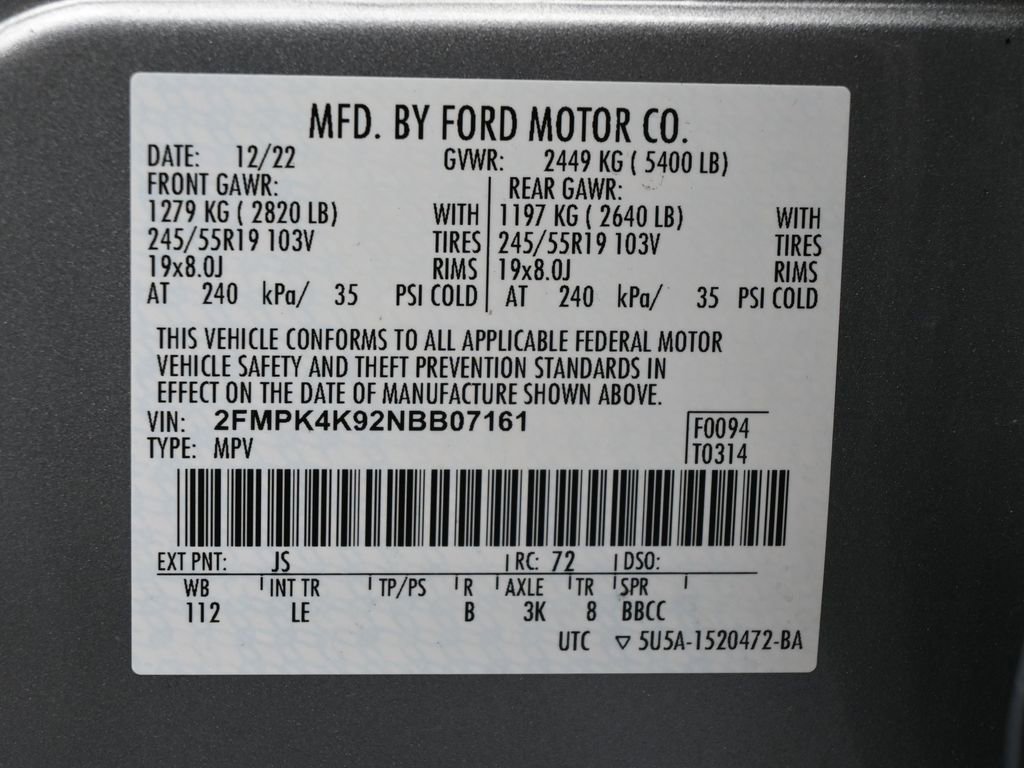 MFD. BY FORD MOTOR CO.
DATE: 12/22 GVWR: 2449 KG ( 5400 LB)
FRONT GAWR: REAR GAWR:
1279 KG ( 2820 LB) WITH 1197 KG ( 2640 LB) WITH
245/55R19 103V TIRES 245/55R19 103V TIRES
19x8.0J RIMS 19x8.0J RIMS
AT 240 kPa/ 35 PSI COLD AT 240 kPa/ 35 PSI COLD
THIS VEHICLE CONFORMS TO ALL APPLICABLE FEDERAL MOTOR
VEHICLE SAFETY AND THEFT PREVENTION STANDARDS IN
EFFECT ON THE DATE OF MANUFACTURE SHOWN ABOVE.
VIN: 2FMPK4K92NBB07161 F0094
TYPE: MPV T0314
EXT PNT: JS RC: 72 DSO:
WB INT TR TP/PS R AXLE TR SPR
112 LE B 3K 8 BBCC
UTC ▽ 5U5A-1520472-BA